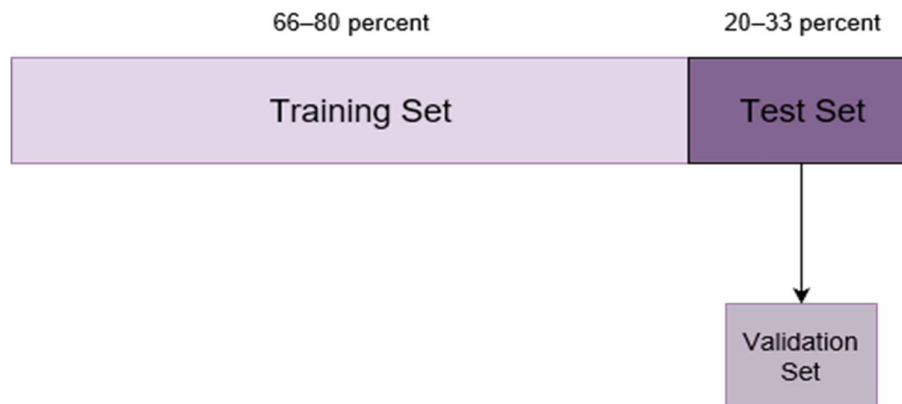 66–80 percent
20–33 percent
Training Set
Test Set
Validation
Set